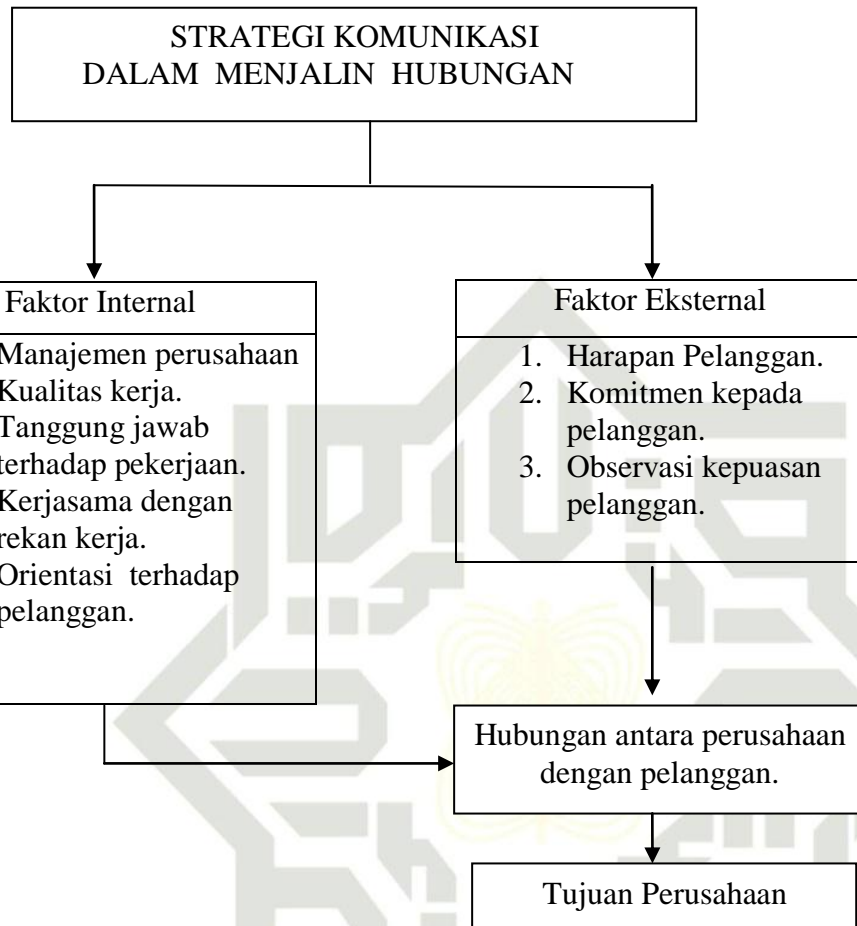 STRATEGI KOMUNIKASI
DALAM MENJALIN HUBUNGAN
Faktor Internal
Manajemen perusahaan
Kualitas kerja.
Tanggung jawab
terhadap pekerjaan.
Kerjasama dengan
rekan kerja.
Orientasi terhadap
pelanggan.
Faktor Eksternal
1. Harapan Pelanggan.
2. Komitmen kepada
pelanggan.
3. Observasi kepuasan
pelanggan.
Hubungan antara perusahaan
dengan pelanggan.
Tujuan Perusahaan